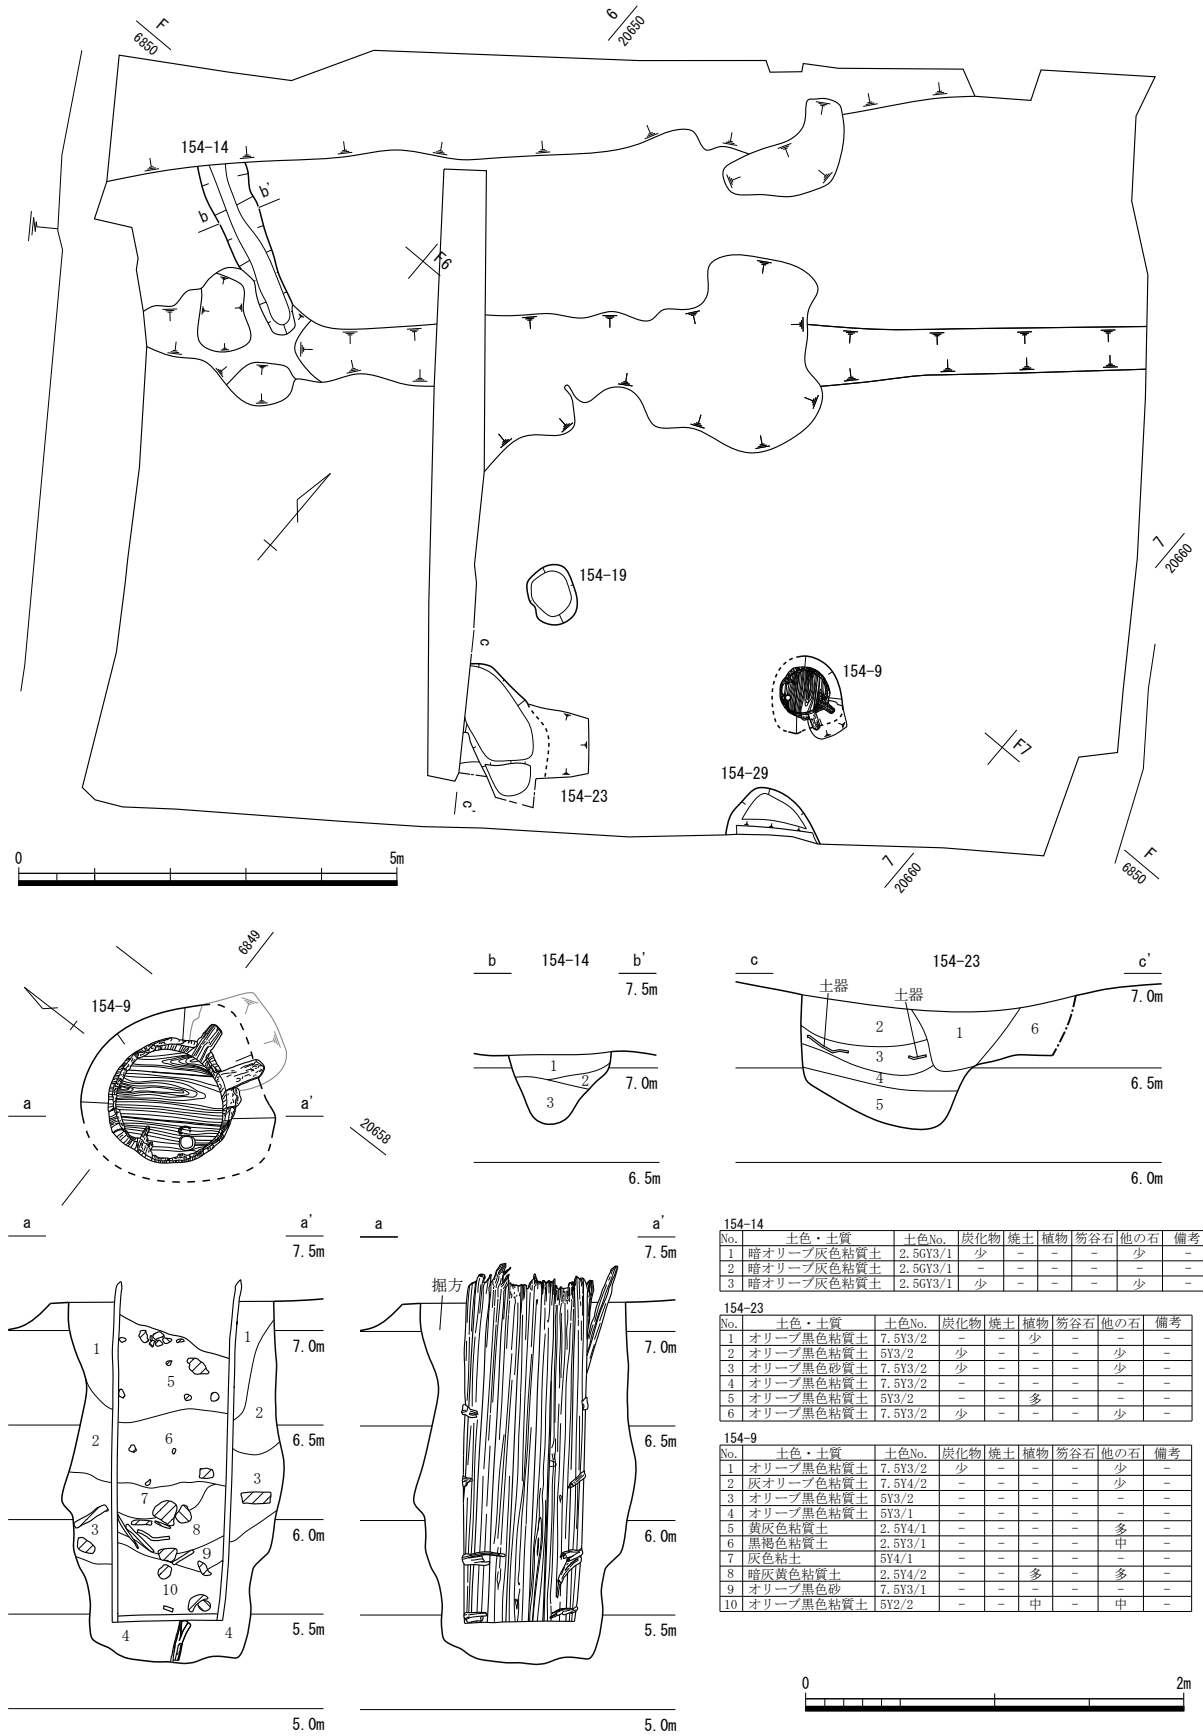 F
6850
6
20650
154-14
b
b'
F6
154-19
c
154-9
F7
154-29
c'
154-23
7
20660
7
20660
F
6850
0 5m
6849
154-9
a a'
20658
b 154-14 b'
7.5m
1
2
3
7.0m
6.5m
c 154-23 c'
土器 土器
7.0m
2 1 6
3
4
5
6.5m
6.0m
a a'
7.5m
1 1
7.0m
5
2
2 6
6.5m
3
7
8
3
6.0m
9
10
4 4
5.5m
5.0m
a a'
7.5m
掘方
7.0m
6.5m
6.0m
5.5m
5.0m
154-14
No. 土色・土質 土色No. 炭化物 焼土 植物 笏谷石 他の石 備考
1 暗オリーブ灰色粘質土 2.5GY3/1 少 - - - 少 -
2 暗オリーブ灰色粘質土 2.5GY3/1 - - - - - -
3 暗オリーブ灰色粘質土 2.5GY3/1 少 - - - 少 -
154-23
No. 土色・土質 土色No. 炭化物 焼土 植物 笏谷石 他の石 備考
1 オリーブ黒色粘質土 7.5Y3/2 - - 少 - - -
2 オリーブ黒色粘質土 5Y3/2 少 - - - 少 -
3 オリーブ黒色砂質土 7.5Y3/2 少 - - - 少 -
4 オリーブ黒色粘質土 7.5Y3/2 - - - - - -
5 オリーブ黒色粘質土 5Y3/2 - - 多 - - -
6 オリーブ黒色粘質土 7.5Y3/2 少 - - - 少 -
154-9
No. 土色・土質 土色No. 炭化物 焼土 植物 笏谷石 他の石 備考
1 オリーブ黒色粘質土 7.5Y3/2 少 - - - 少 -
2 灰オリーブ色粘質土 7.5Y4/2 - - - - 少 -
3 オリーブ黒色粘質土 5Y3/2 - - - - - -
4 オリーブ黒色粘質土 5Y3/1 - - - - - -
5 黄灰色粘質土 2.5Y4/1 - - - - 多 -
6 黒褐色粘質土 2.5Y3/1 - - - - 中 -
7 灰色粘土 5Y4/1 - - - - - -
8 暗灰黄色粘質土 2.5Y4/2 - - 多 - 多 -
9 オリーブ黒色砂 7.5Y3/1 - - - - - -
10 オリーブ黒色粘質土 5Y2/2 - - 中 - 中 -
0 2m